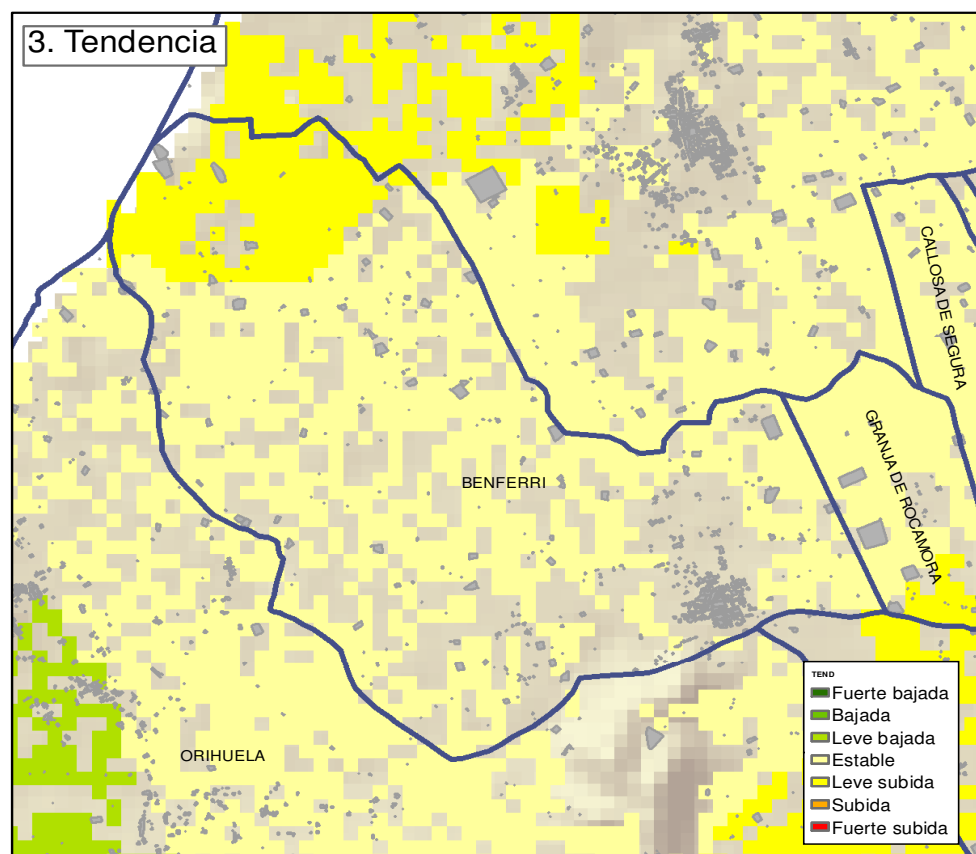 3. Tendencia
CALLOSA DE SEGURA
GRANJA DE ROCAMORA
BENFERRI
ORIHUELA
TEND
Fuerte bajada
Bajada
Leve bajada
Estable
Leve subida
Subida
Fuerte subida